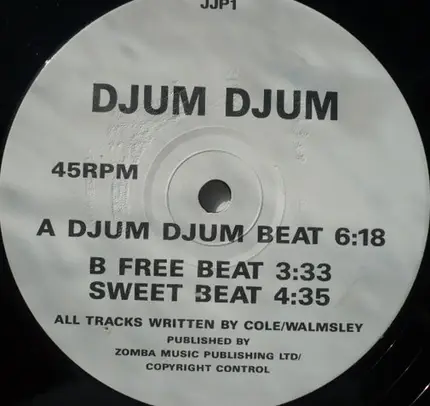 JJP1
DJUM DJUM
45RPM
A DJUM DJUM BEAT 6:18
B FREE BEAT 3:33
SWEET BEAT 4:35
ALL TRACKS WRITTEN BY COLE/WALMSLEY
PUBLISHED BY
ZOMBA MUSIC PUBLISHING LTD/
COPYRIGHT CONTROL